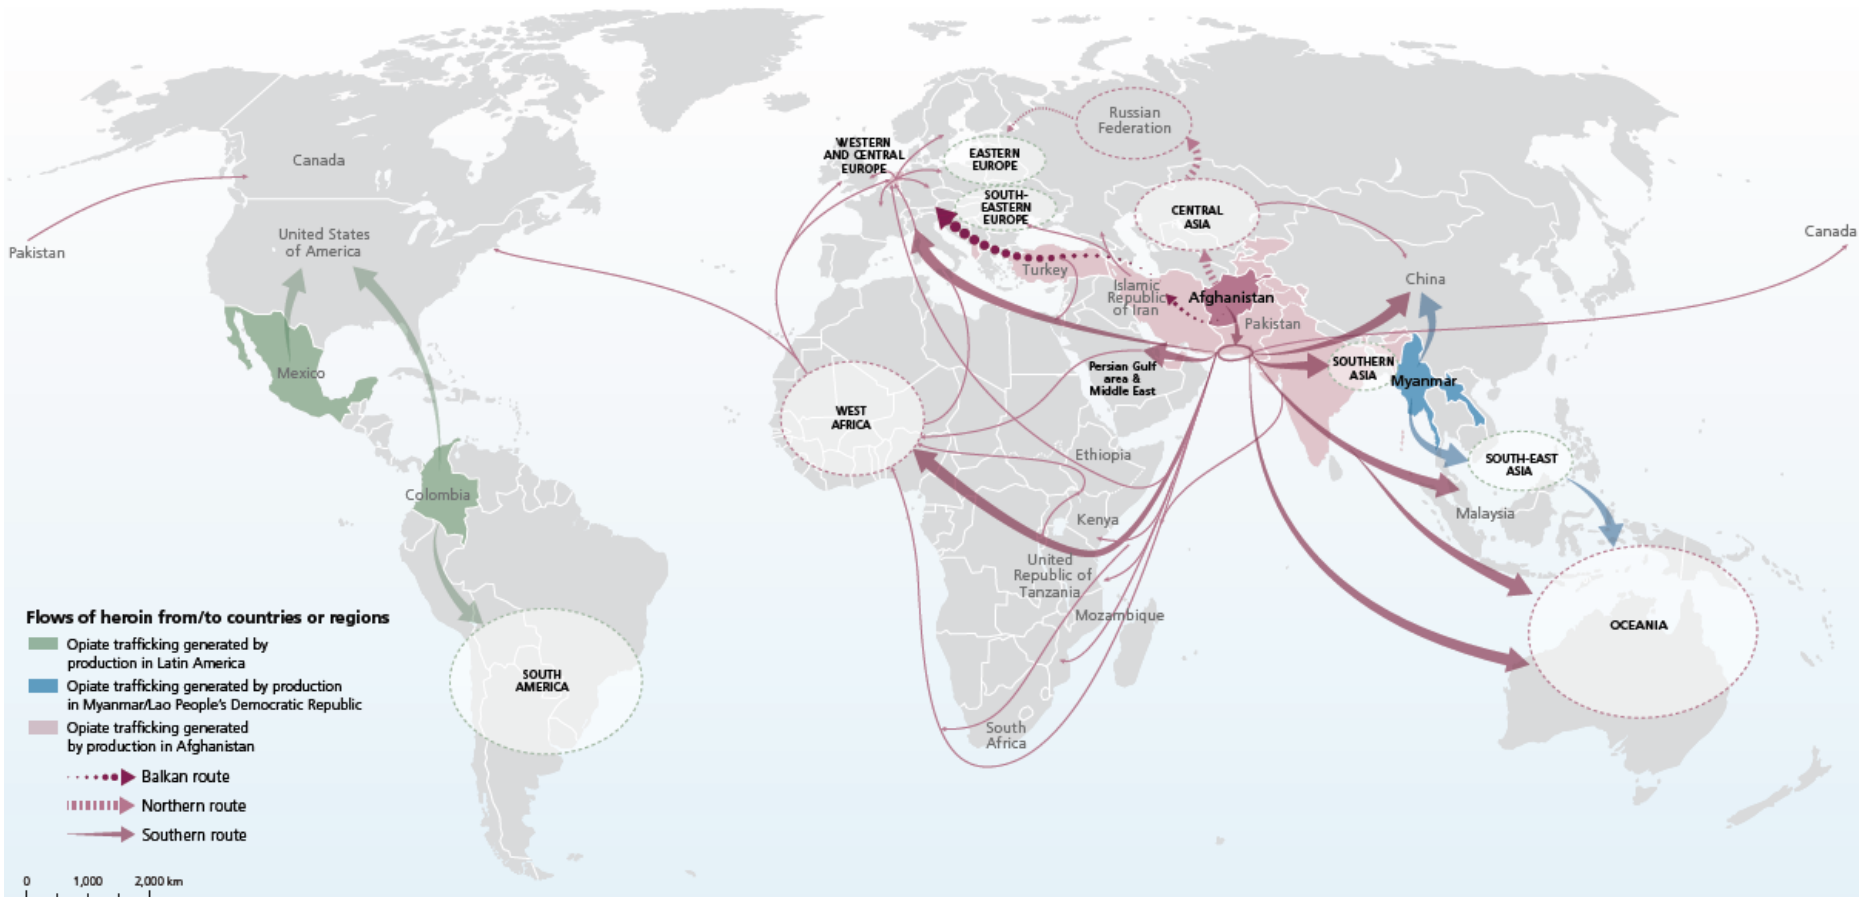 Canada
United States
of America
Pakistan
Mexico
Colombia
SOUTH
AMERICA
WESTERN
AND CENTRAL
EUROPE
EASTERN
EUROPE
SOUTH-
EASTERN
EUROPE
Russian
Federation
CENTRAL
ASIA
Turkey
Islamic
Republic
of Iran
Afghanistan
Pakistan
China
Canada
Persian Gulf
area &
Middle East
SOUTHERN
ASIA
Myanmar
WEST
AFRICA
Ethiopia
SOUTH-EAST
ASIA
Malaysia
Kenya
United
Republic of
Tanzania
Mozambique
South
Africa
OCEANIA
Flows of heroin from/to countries or regions
Opiate trafficking generated by
production in Latin America
Opiate trafficking generated by production
in Myanmar/Lao People's Democratic Republic
Opiate trafficking generated
by production in Afghanistan
Balkan route
Northern route
Southern route
0 1,000 2,000 km